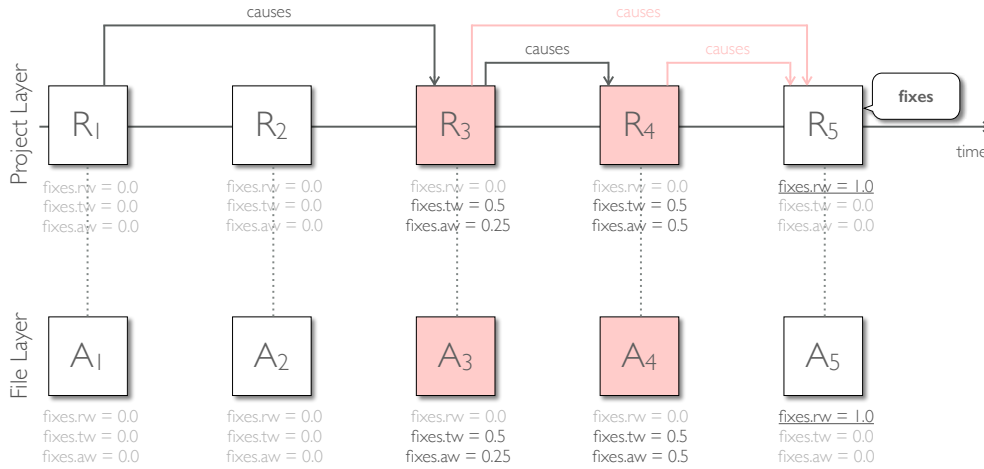 causes
causes
causes
Project Layer
R1
R2
R3
R4
R5
fixes
time
fixes.rw = 0.0
fixes.tw = 0.0
fixes.aw = 0.0
fixes.rw = 0.0
fixes.tw = 0.0
fixes.aw = 0.0
fixes.rw = 0.0
fixes.tw = 0.5
fixes.aw = 0.25
fixes.rw = 0.0
fixes.tw = 0.5
fixes.aw = 0.5
fixes.rw = 1.0
fixes.tw = 0.0
fixes.aw = 0.0
File Layer
A1
A2
A3
A4
A5
fixes.rw = 0.0
fixes.tw = 0.0
fixes.aw = 0.0
fixes.rw = 0.0
fixes.tw = 0.0
fixes.aw = 0.0
fixes.rw = 0.0
fixes.tw = 0.5
fixes.aw = 0.25
fixes.rw = 0.0
fixes.tw = 0.5
fixes.aw = 0.5
fixes.rw = 1.0
fixes.tw = 0.0
fixes.aw = 0.0